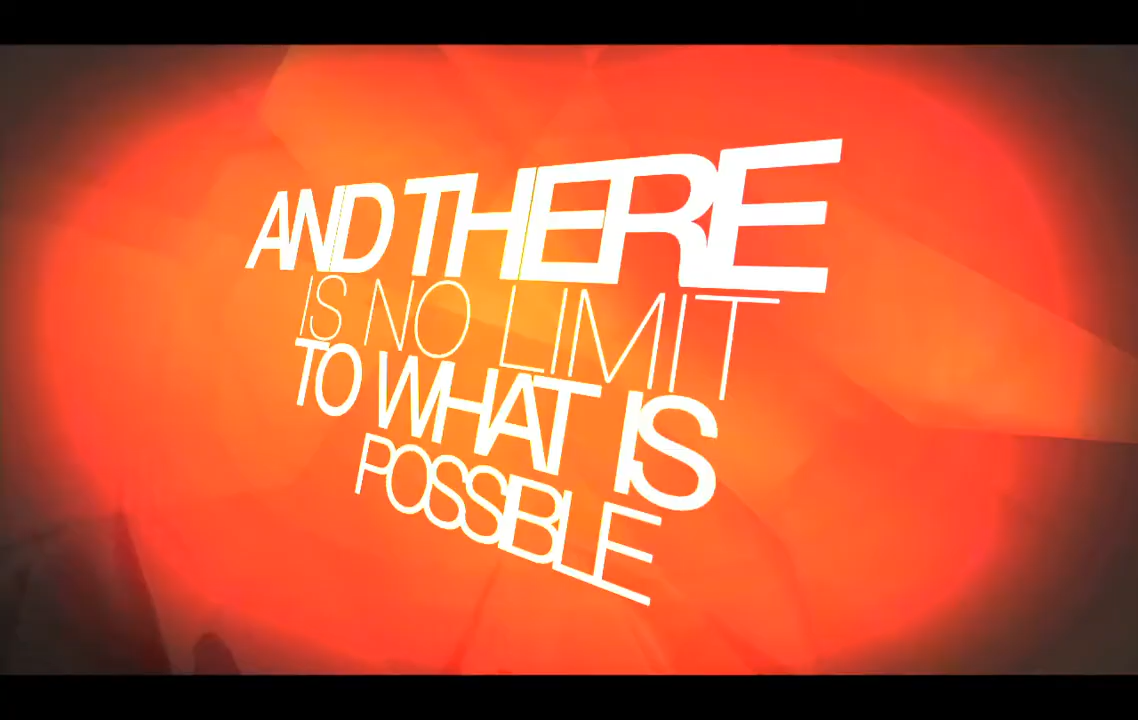 AND THERE
IS NO LIMIT
TO WHAT IS
POSSIBLE